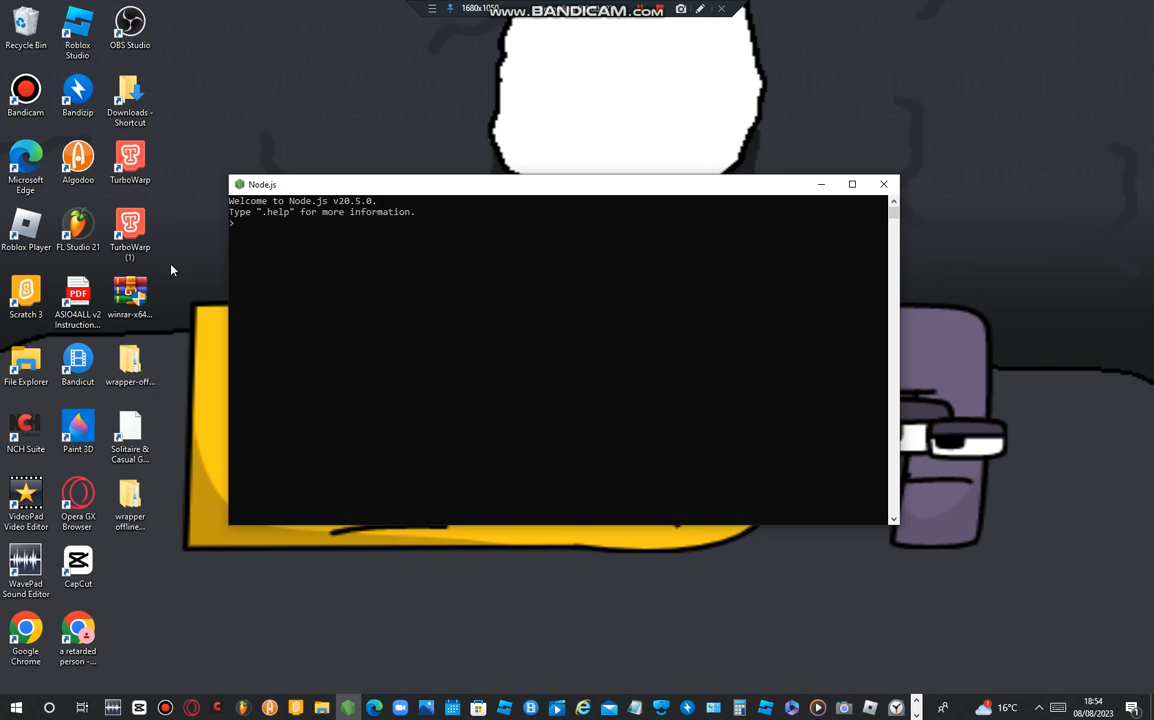 1680x1050
www.BANDICAM.com
Recycle Bin
Roblox
Studio
OBS Studio
Bandicam
Bandizip
Downloads -
Shortcut
Microsoft
Edge
Algodoo
TurboWarp
Roblox Player
FL Studio 21
TurboWarp
(1)
Scratch 3
PDF
ASIO4ALL v2
Instruction...
winrar-x64...
File Explorer
Bandicut
wrapper-off...
NCH Suite
Paint 3D
Solitaire &
Casual G...
VideoPad
Video Editor
Opera GX
Browser
wrapper
offline...
WavePad
Sound Editor
CapCut
Google
Chrome
a retarded
person -...
Node.js
Welcome to Node.js v20.5.0.
Type ".help" for more information.
>
16°C
18:54
08/08/2023
1